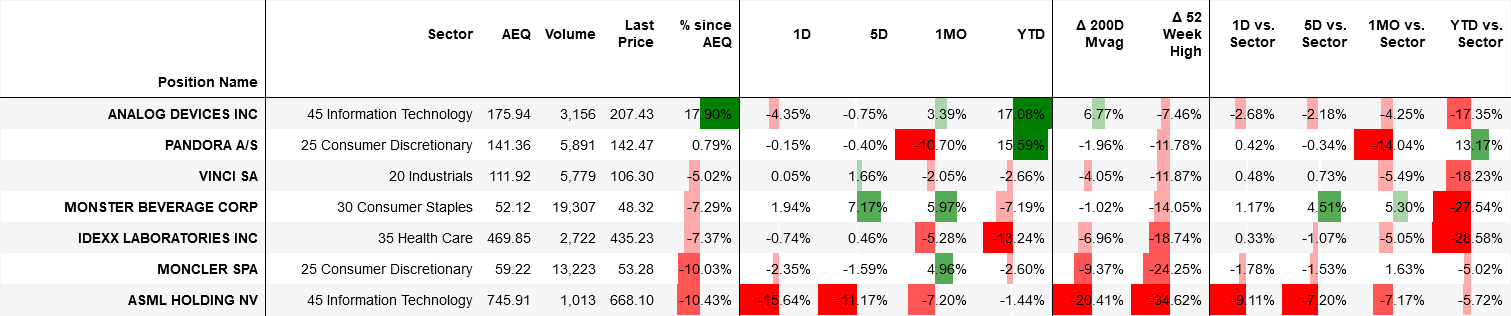 Position Name Sector AEQ Volume Last Price % since AEQ 1D 5D 1MO YTD Δ 200D Mvag Δ 52 Week High 1D vs. Sector 5D vs. Sector 1MO vs. Sector YTD vs. Sector
ANALOG DEVICES INC 45 Information Technology 175.94 3,156 207.43 17.90% -4.35% -0.75% 3.39% 17.08% 6.77% -7.46% -2.68% -2.18% -4.25% -17.35%
PANDORA A/S 25 Consumer Discretionary 141.36 5,891 142.47 0.79% -0.15% -0.40% -10.70% 15.59% -1.96% -11.78% 0.42% -0.34% -14.04% 13.17%
VINCI SA 20 Industrials 111.92 5,779 106.30 -5.02% 0.05% 1.66% -2.05% -2.66% -4.05% -11.87% 0.48% 0.73% -5.49% -18.23%
MONSTER BEVERAGE CORP 30 Consumer Staples 52.12 19,307 48.32 -7.29% 1.94% 7.17% 5.97% -7.19% -1.02% -14.05% 1.17% 4.51% 5.30% -27.54%
IDEXX LABORATORIES INC 35 Health Care 469.85 2,722 435.23 -7.37% -0.74% 0.46% -5.28% -13.24% -6.96% -18.74% 0.33% -1.07% -5.05% -28.58%
MONCLER SPA 25 Consumer Discretionary 59.22 13,223 53.28 -10.03% -2.35% -1.59% 4.96% -2.60% -9.37% -24.25% -1.78% -1.53% 1.63% -5.02%
ASML HOLDING NV 45 Information Technology 745.91 1,013 668.10 -10.43% -15.64% -11.17% -7.20% -1.44% -20.41% -34.62% -9.11% -7.20% -7.17% -5.72%